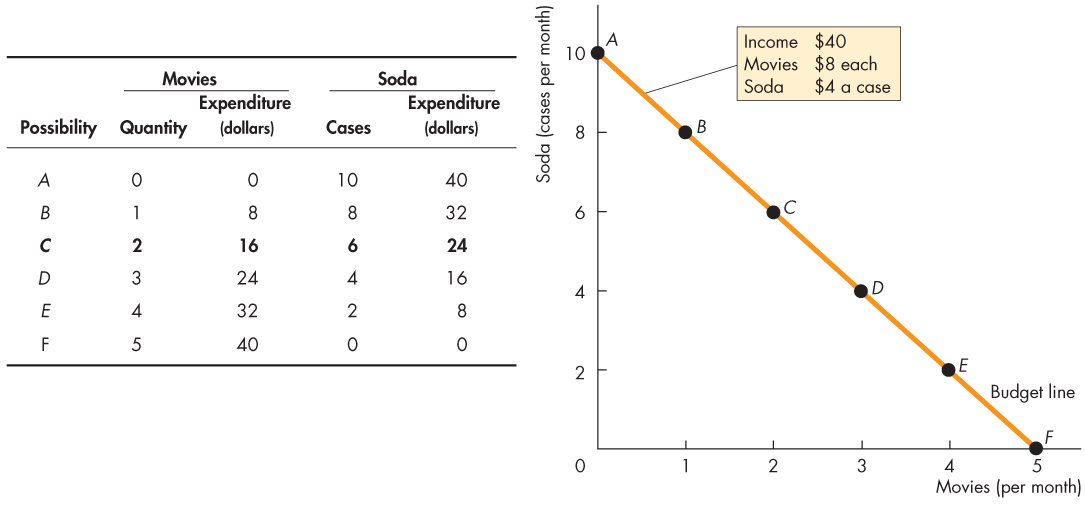 Movies Soda
Expenditure Expenditure
Possibility Quantity (dollars) Cases (dollars)
A 0 0 10 40
B 1 8 8 32
C 2 16 6 24
D 3 24 4 16
E 4 32 2 8
F 5 40 0 0
Soda (cases per month)
Income $40
Movies $8 each
Soda $4 a case
10
8
6
4
2
A
B
C
D
E
F
Budget line
0 1 2 3 4 5
Movies (per month)